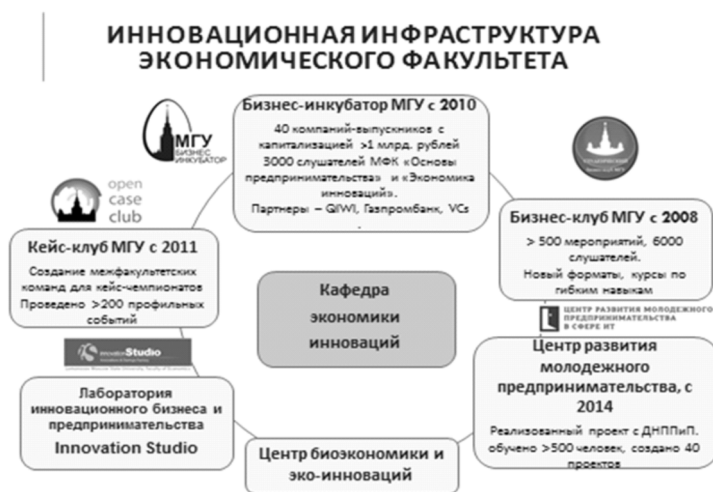 ИННОВАЦИОННАЯ ИНФРАСТРУКТУРА
ЭКОНОМИЧЕСКОГО ФАКУЛЬТЕТА
МГУ
БИЗНЕС
ИНКУБАТОР
Бизнес-инкубатор МГУ с 2010
40 компаний-выпускников с
капитализацией >1 млрд. рублей
3000 слушателей МФК «Основы
предпринимательства» и «Экономика
инноваций».
Партнеры – QIWI, Газпромбанк, VCs
.
open
case
club
Кейс-клуб МГУ с 2011
Создание межфакультетских
команд для кейс-чемпионатов
Проведено >200 профильных
событий
Бизнес-клуб МГУ с 2008
> 500 мероприятий, 6000
слушателей.
Новый форматы, курсы по
гибким навыкам
Кафедра
экономики
инноваций
ЦЕНТР РАЗВИТИЯ МОЛОДЕЖНОГО
ПРЕДПРИНИМАТЕЛЬСТВА
В СФЕРЕ ИТ
Центр развития
молодежного
предпринимательства, с
2014
Реализованный проект с ДНППиП.
обучено >500 человек, создано 40
проектов
InnovationStudio
Лаборатория
инновационного бизнеса и
предпринимательства
Innovation Studio
Центр биоэкономики и
эко-инноваций